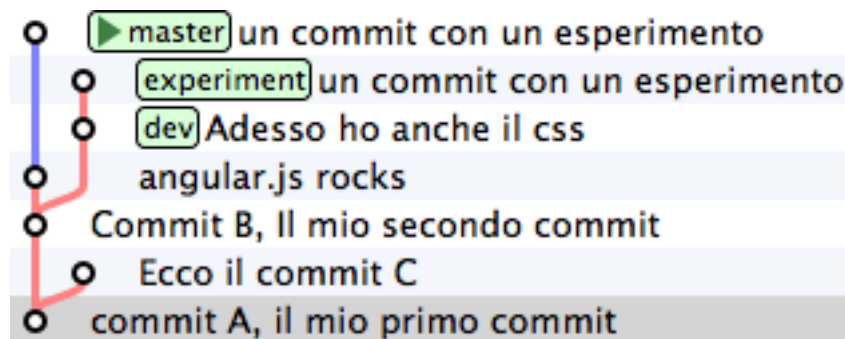 master un commit con un esperimento
experiment un commit con un esperimento
dev Adesso ho anche il css
angular.js rocks
Commit B, Il mio secondo commit
Ecco il commit C
commit A, il mio primo commit